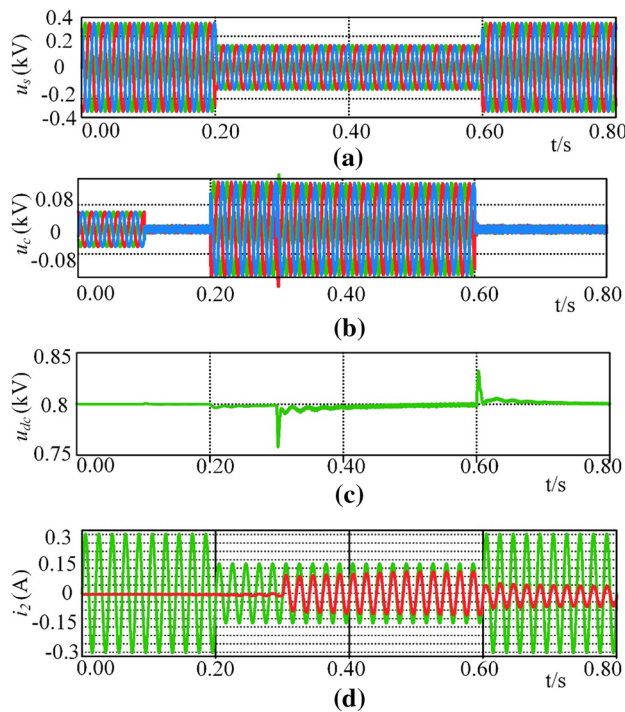 0.4
0.2
0
-0.2
-0.4
u_s (kV)
0.00 0.20 0.40 0.60 0.80
t/s
(a)
0.08
0
-0.08
u_c (kV)
0.00 0.20 0.40 0.60 0.80
t/s
(b)
0.85
0.8
0.75
u_dc (kV)
0.00 0.20 0.40 0.60 0.80
t/s
(c)
0.3
0.15
0
-0.15
-0.3
i_2 (A)
0.00 0.20 0.40 0.60 0.80
t/s
(d)